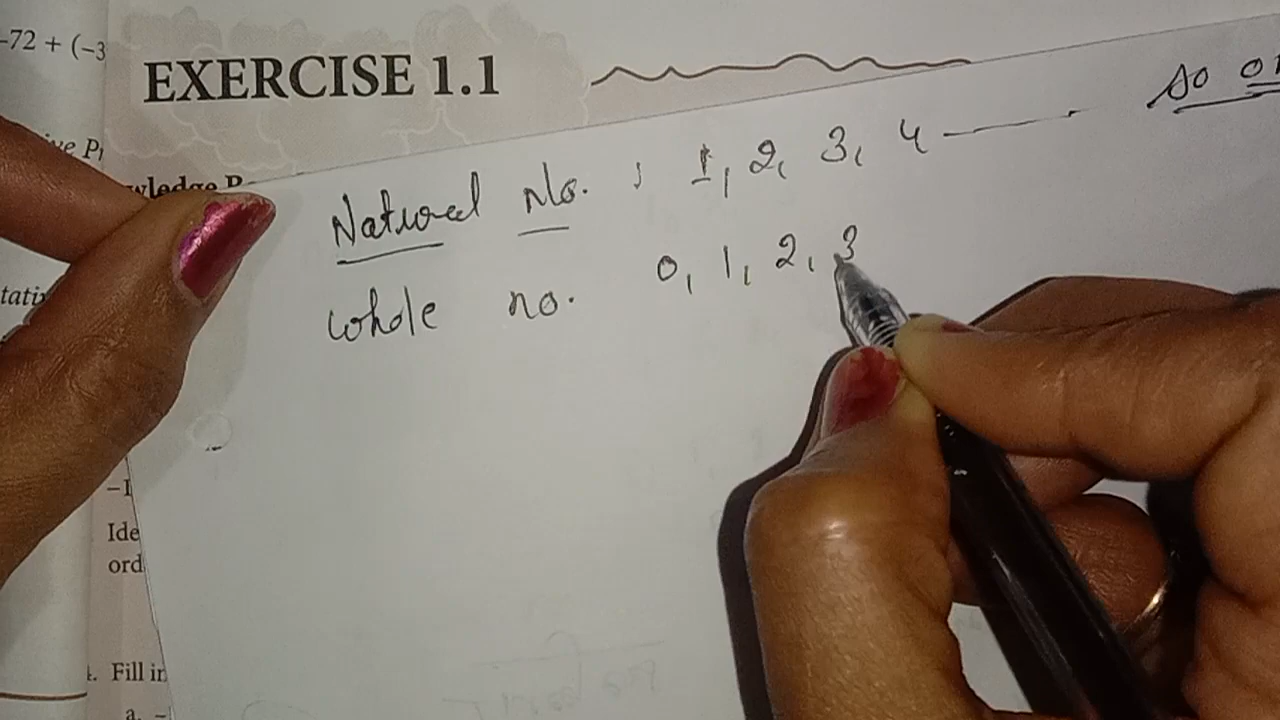 -72 + (-3
EXERCISE 1.1
so on
Natural No. : 1, 2, 3, 4
whole no. 0, 1, 2, 3
Ide
ord
Fill in
a. -